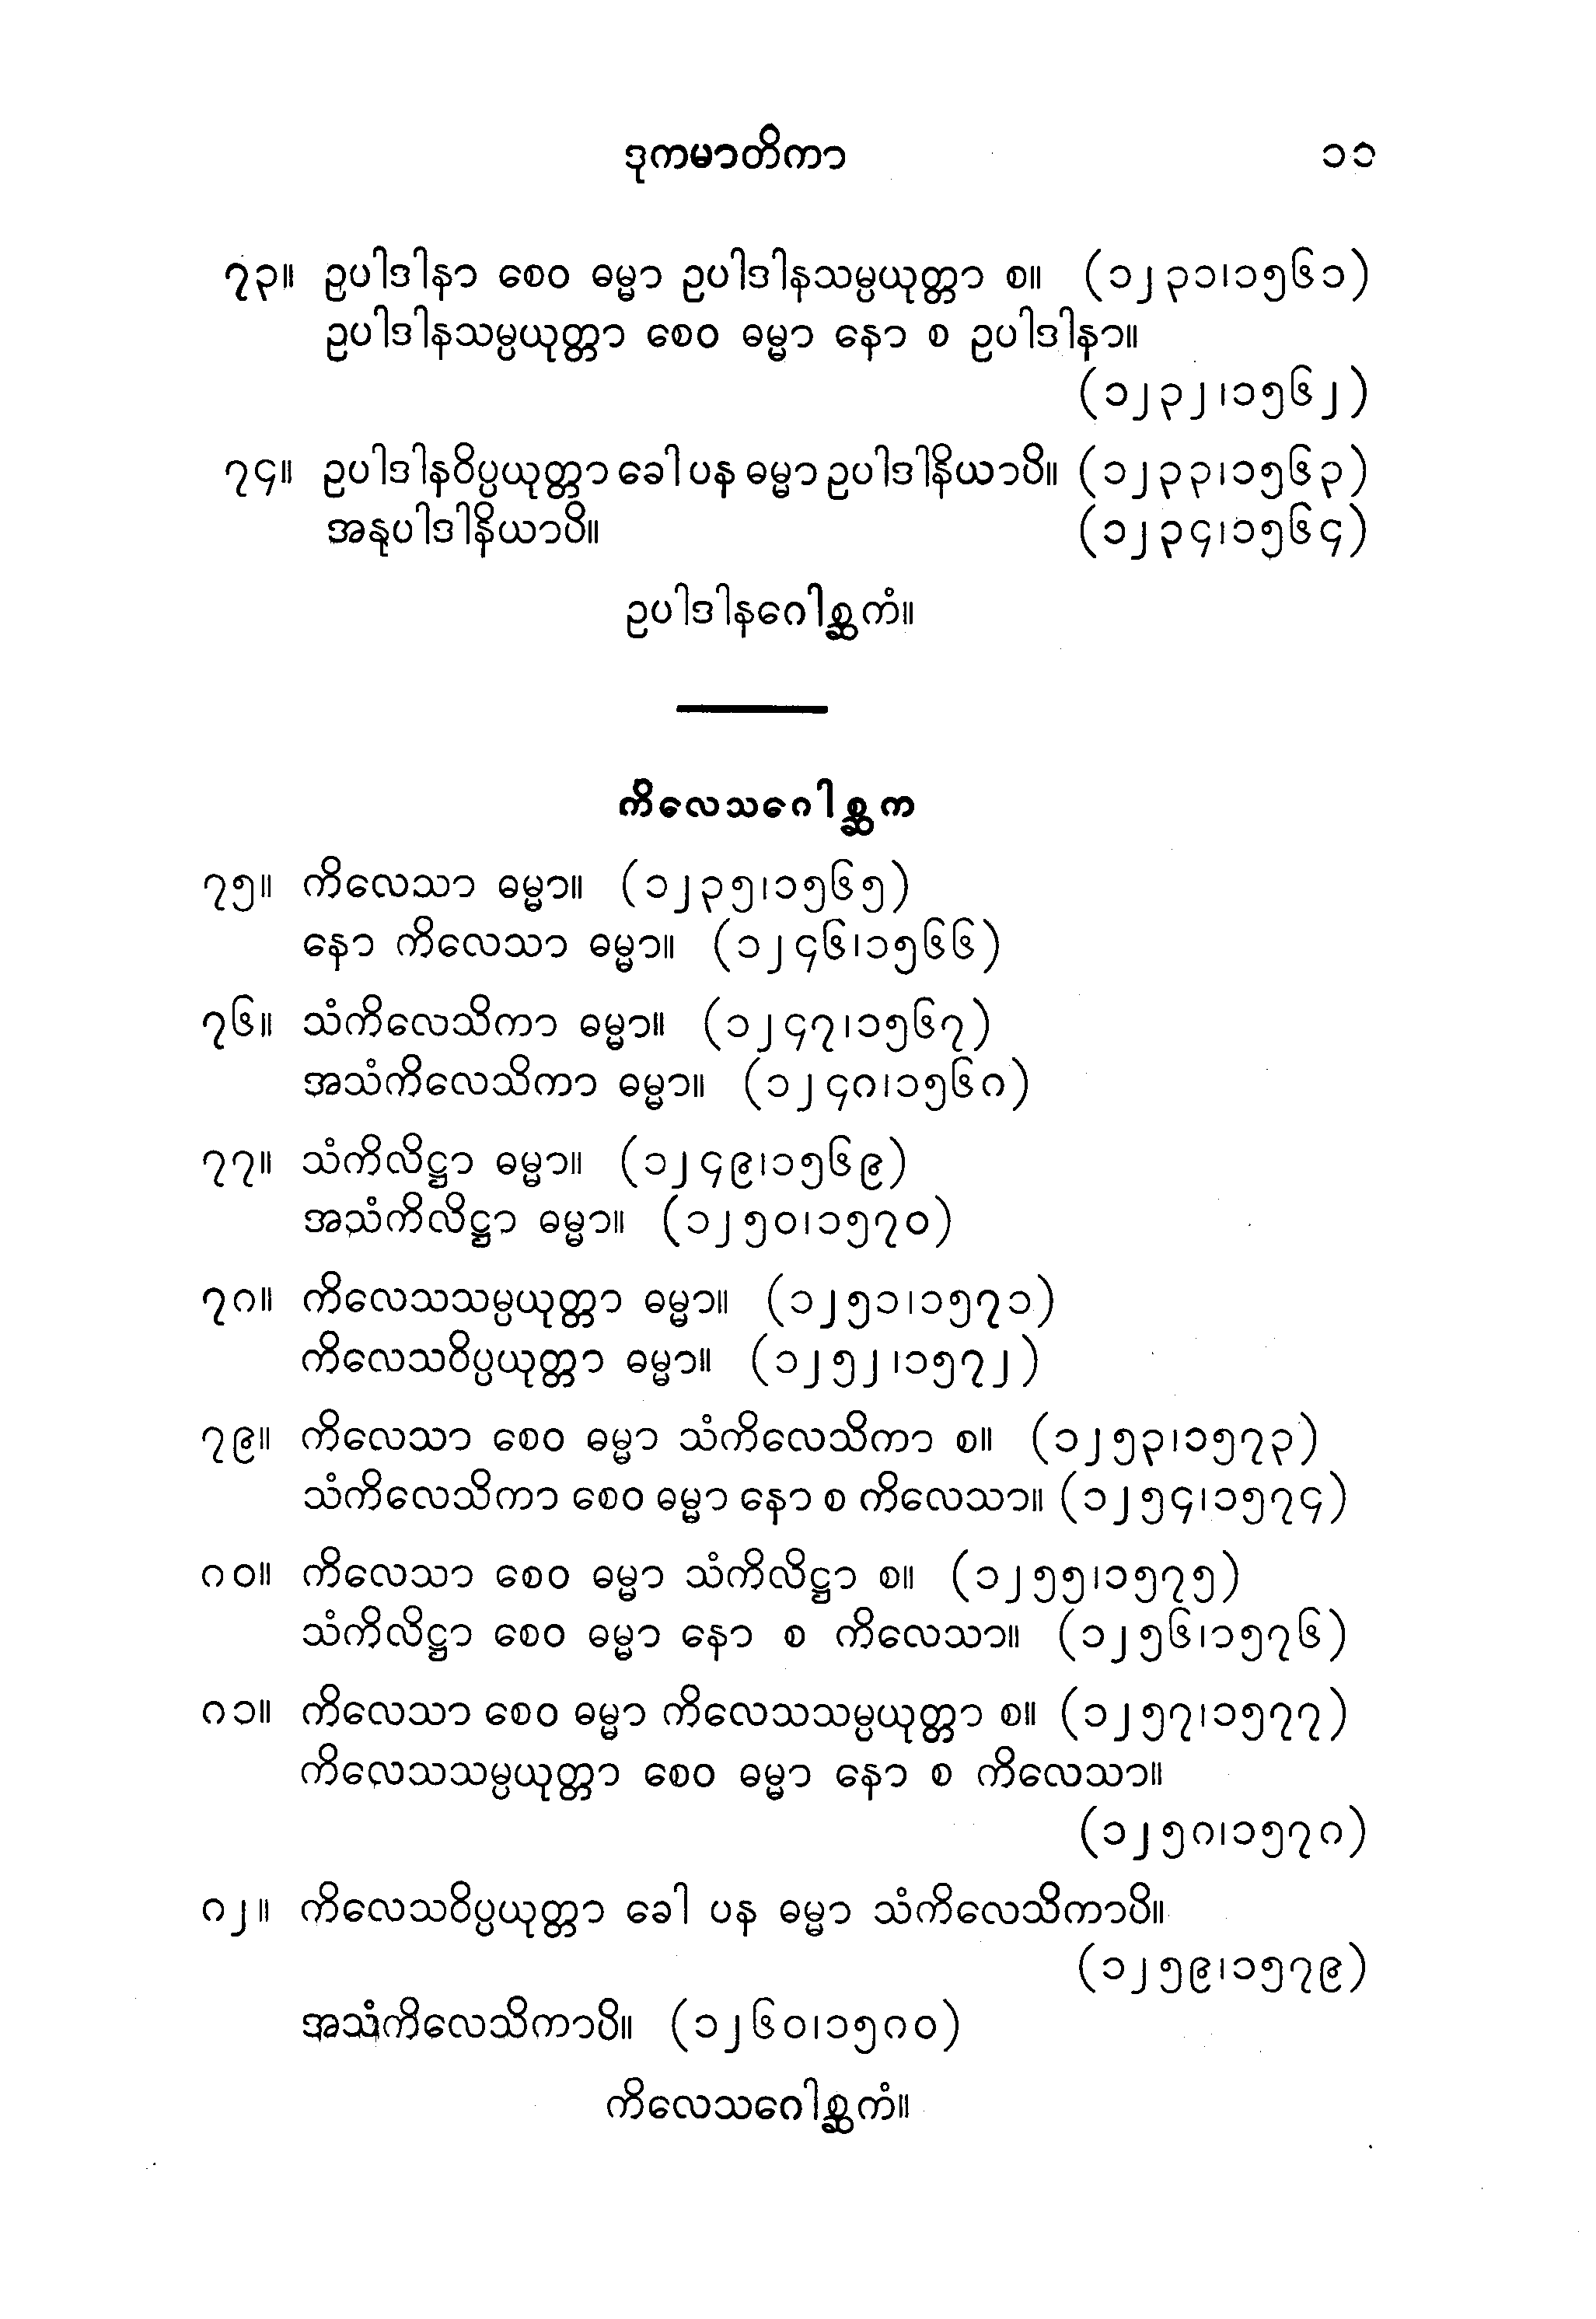 ဒုကမာတိကာ ၁၁
၇၃။ ဥပါဒါနာ စေဝ ဓမ္မာ ဥပါဒါနသမ္ပယုတ္တာ စ။ (၁၂၃၁၊၁၅၆၁)
ဥပါဒါနသမ္ပယုတ္တာ စေဝ ဓမ္မာ နော စ ဥပါဒါနာ။
(၁၂၃၂၊၁၅၆၂)
၇၄။ ဥပါဒါနဝိပ္ပယုတ္တာ ခေါ ပန ဓမ္မာ ဥပါဒါနိယာပိ။ (၁၂၃၃၊၁၅၆၃)
အနုပါဒါနိယာပိ။ (၁၂၃၄၊၁၅၆၄)
ဥပါဒါနဂေါစ္ဆကံ။
ကိလေသဂေါစ္ဆက
၇၅။ ကိလေသာ ဓမ္မာ။ (၁၂၃၅၊၁၅၆၅)
နော ကိလေသာ ဓမ္မာ။ (၁၂၄၆၊၁၅၆၆)
၇၆။ သံကိလေသိကာ ဓမ္မာ။ (၁၂၄၇၊၁၅၆၇)
အသံကိလေသိကာ ဓမ္မာ။ (၁၂၄၈၊၁၅၆၈)
၇၇။ သံကိလိဋ္ဌာ ဓမ္မာ။ (၁၂၄၉၊၁၅၆၉)
အသံကိလိဋ္ဌာ ဓမ္မာ။ (၁၂၅၀၊၁၅၇၀)
၇၈။ ကိလေသသမ္ပယုတ္တာ ဓမ္မာ။ (၁၂၅၁၊၁၅၇၁)
ကိလေသဝိပ္ပယုတ္တာ ဓမ္မာ။ (၁၂၅၂၊၁၅၇၂)
၇၉။ ကိလေသာ စေဝ ဓမ္မာ သံကိလေသိကာ စ။ (၁၂၅၃၊၁၅၇၃)
သံကိလေသိကာ စေဝ ဓမ္မာ နော စ ကိလေသာ။ (၁၂၅၄၊၁၅၇၄)
၈၀။ ကိလေသာ စေဝ ဓမ္မာ သံကိလိဋ္ဌာ စ။ (၁၂၅၅၊၁၅၇၅)
သံကိလိဋ္ဌာ စေဝ ဓမ္မာ နော စ ကိလေသာ။ (၁၂၅၆၊၁၅၇၆)
၈၁။ ကိလေသာ စေဝ ဓမ္မာ ကိလေသသမ္ပယုတ္တာ စ။ (၁၂၅၇၊၁၅၇၇)
ကိလေသသမ္ပယုတ္တာ စေဝ ဓမ္မာ နော စ ကိလေသာ။
(၁၂၅၈၊၁၅၇၈)
၈၂။ ကိလေသဝိပ္ပယုတ္တာ ခေါ ပန ဓမ္မာ သံကိလေသိကာပိ။
(၁၂၅၉၊၁၅၇၉)
အသံကိလေသိကာပိ။ (၁၂၆၀၊၁၅၈၀)
ကိလေသဂေါစ္ဆကံ။